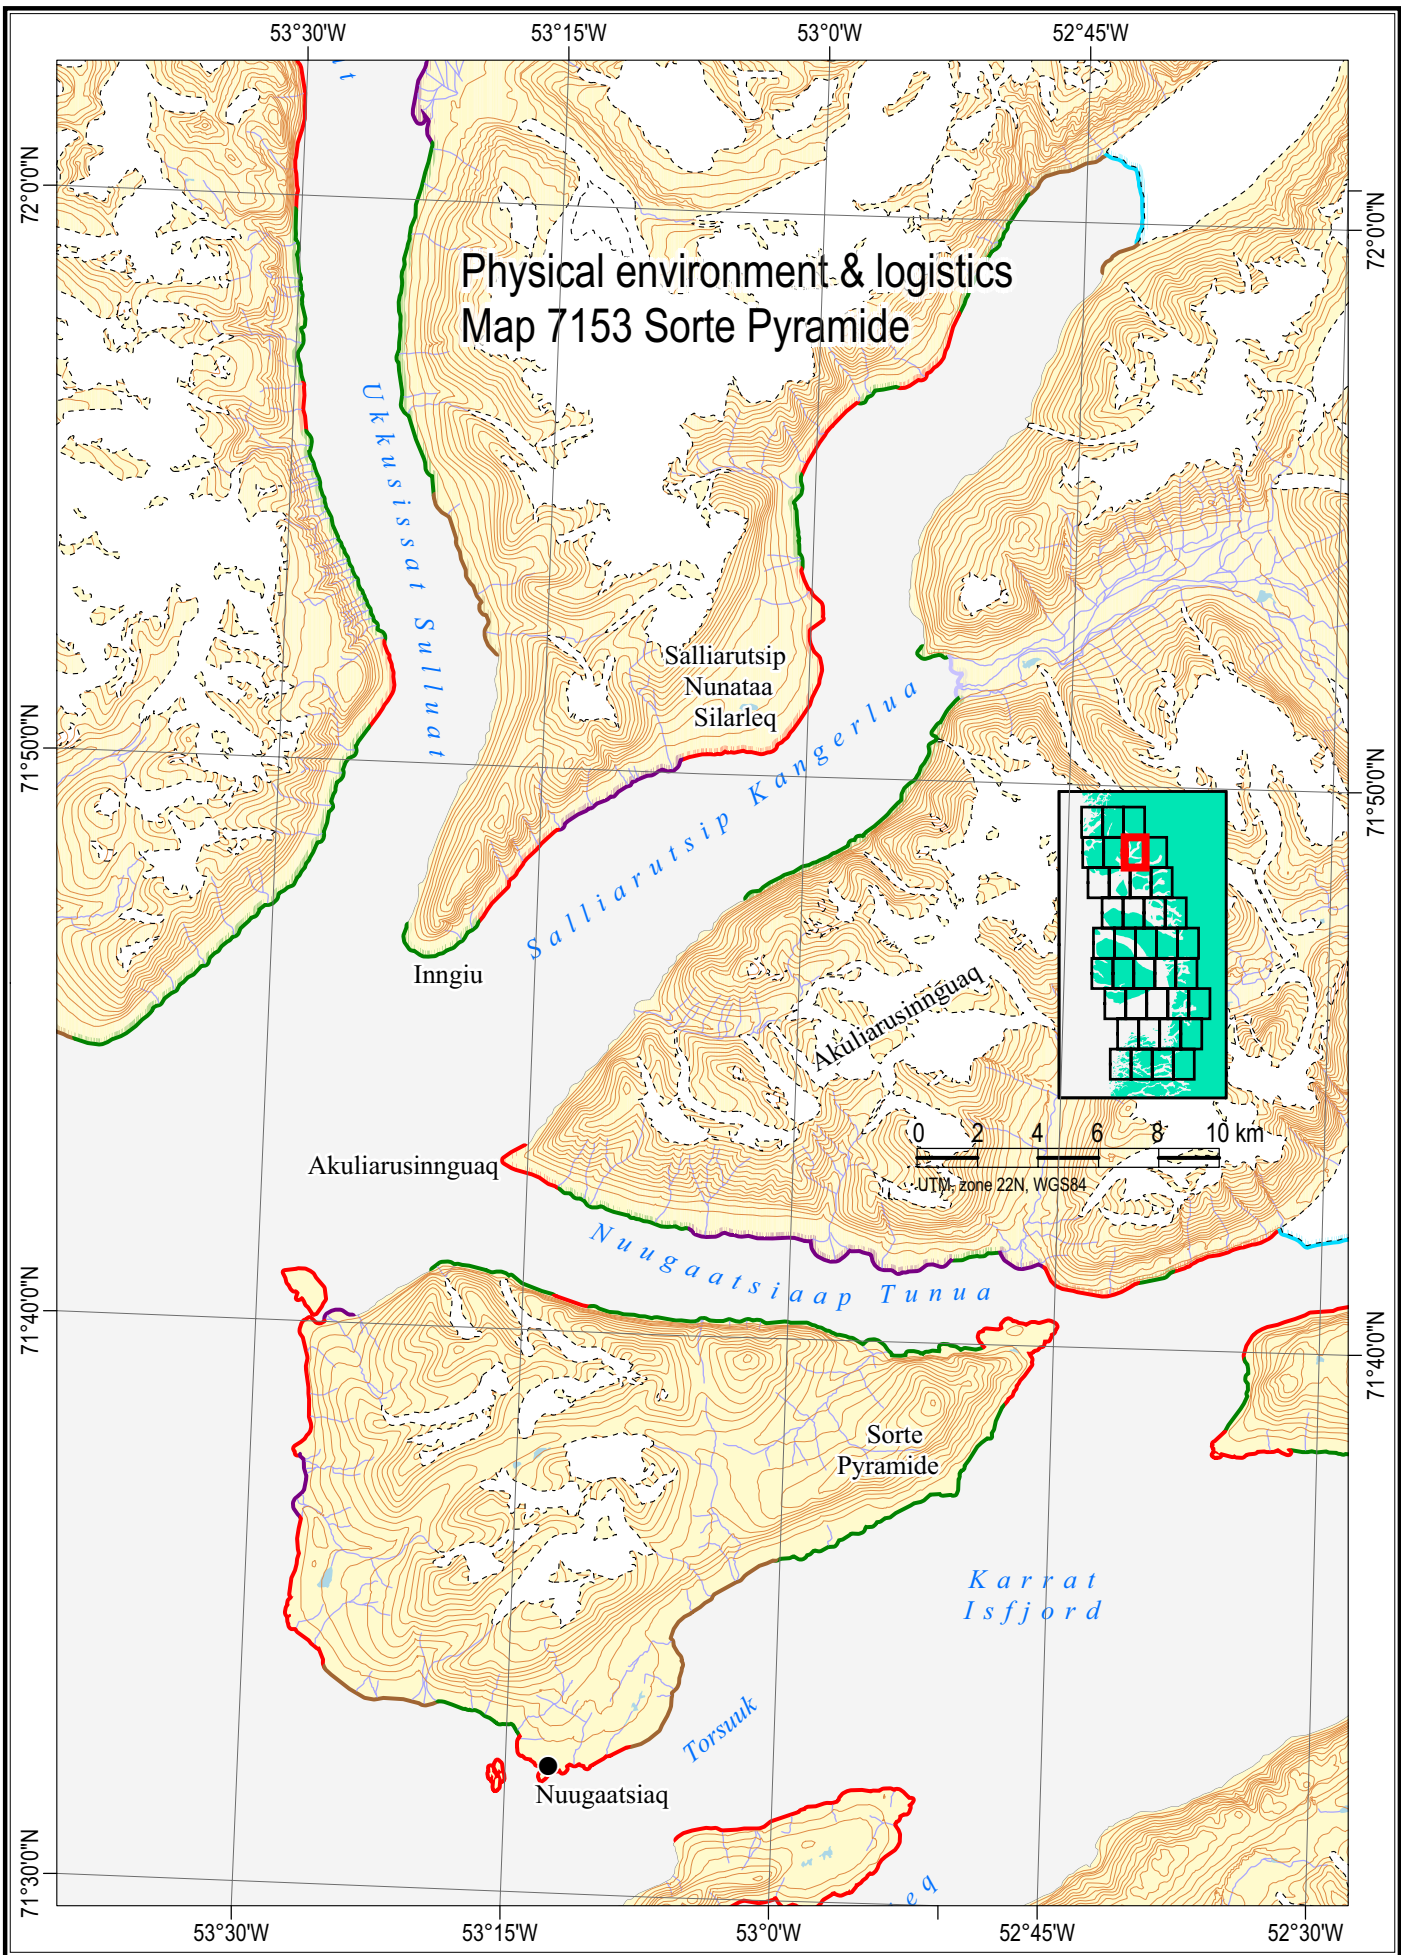 53°30'W 53°15'W 53°0'W 52°45'W
72°0'0"N
72°0'0"N
Physical environment & logistics
Map 7153 Sorte Pyramide
Ukkusissat Sulluat
Salliarutsip
Nunataa
Silarleq
Salliarutsip Kangerlua
71°50'0"N
71°50'0"N
Inngiu
Akuliarusinnguaq
0 2 4 6 8 10 km
UTM, zone 22N, WGS84
Akuliarusinnguaq
Nuugaatsiaap Tunua
71°40'0"N
71°40'0"N
Sorte
Pyramide
Karrat
Isfjord
Torsuuk
Nuugaatsiaq
eq
71°30'0"N
53°30'W 53°15'W 53°0'W 52°45'W 52°30'W